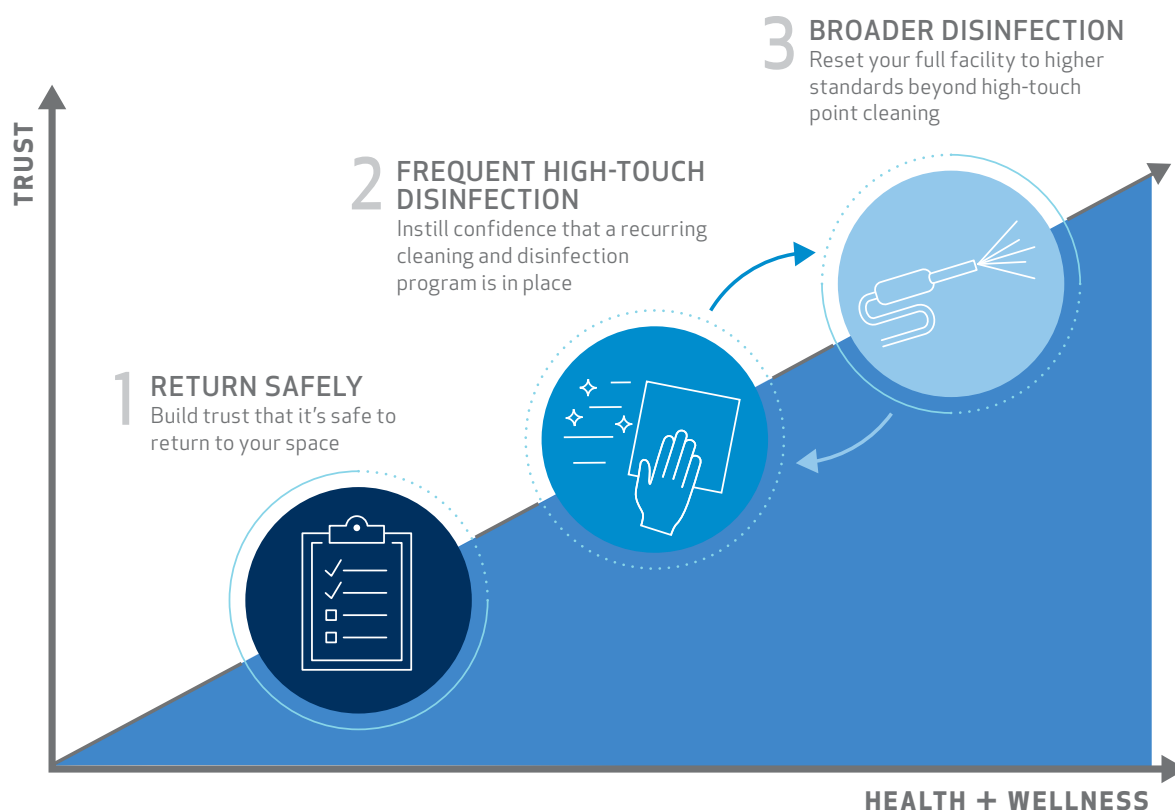 3
BROADER DISINFECTION
Reset your full facility to higher
standards beyond high-touch
point cleaning
TRUST
2
FREQUENT HIGH-TOUCH
DISINFECTION
Instill confidence that a recurring
cleaning and disinfection
program is in place
1
RETURN SAFELY
Build trust that it’s safe to
return to your space
HEALTH + WELLNESS